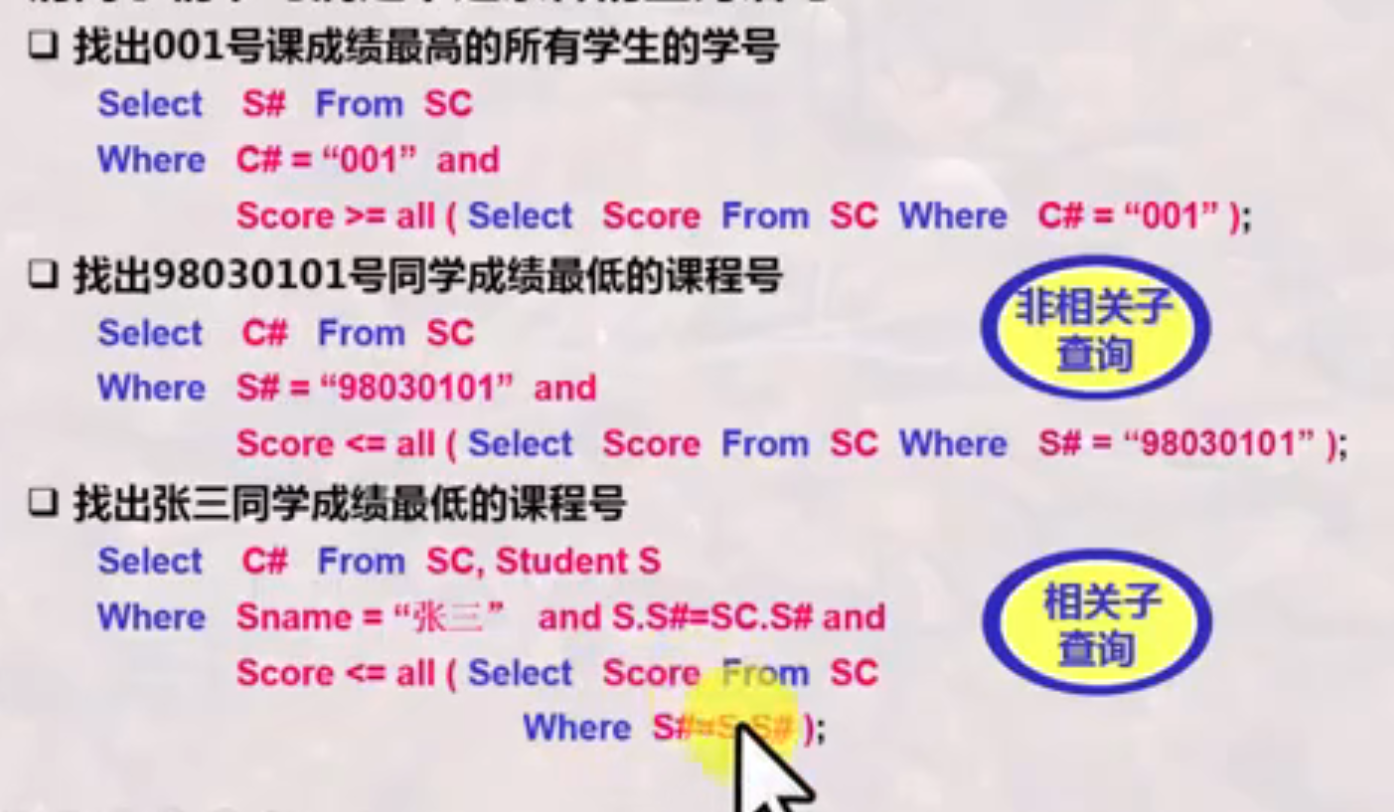 ❑ 找出001号课成绩最高的所有学生的学号
Select S# From SC
Where C# = “001” and
Score >= all ( Select Score From SC Where C# = “001” );
❑ 找出98030101号同学成绩最低的课程号
非相关子
查询
Select C# From SC
Where S# = “98030101” and
Score <= all ( Select Score From SC Where S# = “98030101” );
❑ 找出张三同学成绩最低的课程号
Select C# From SC, Student S
Where Sname = “张三” and S.S#=SC.S# and
相关子
查询
Score <= all ( Select Score From SC
Where S#=S.S# );